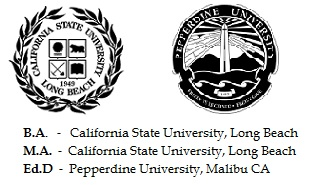 CALIFORNIA STATE UNIVERSITY
1949
LONG BEACH
PEPPERDINE UNIVERSITY
B.A. - California State University, Long Beach
M.A. - California State University, Long Beach
Ed.D - Pepperdine University, Malibu CA